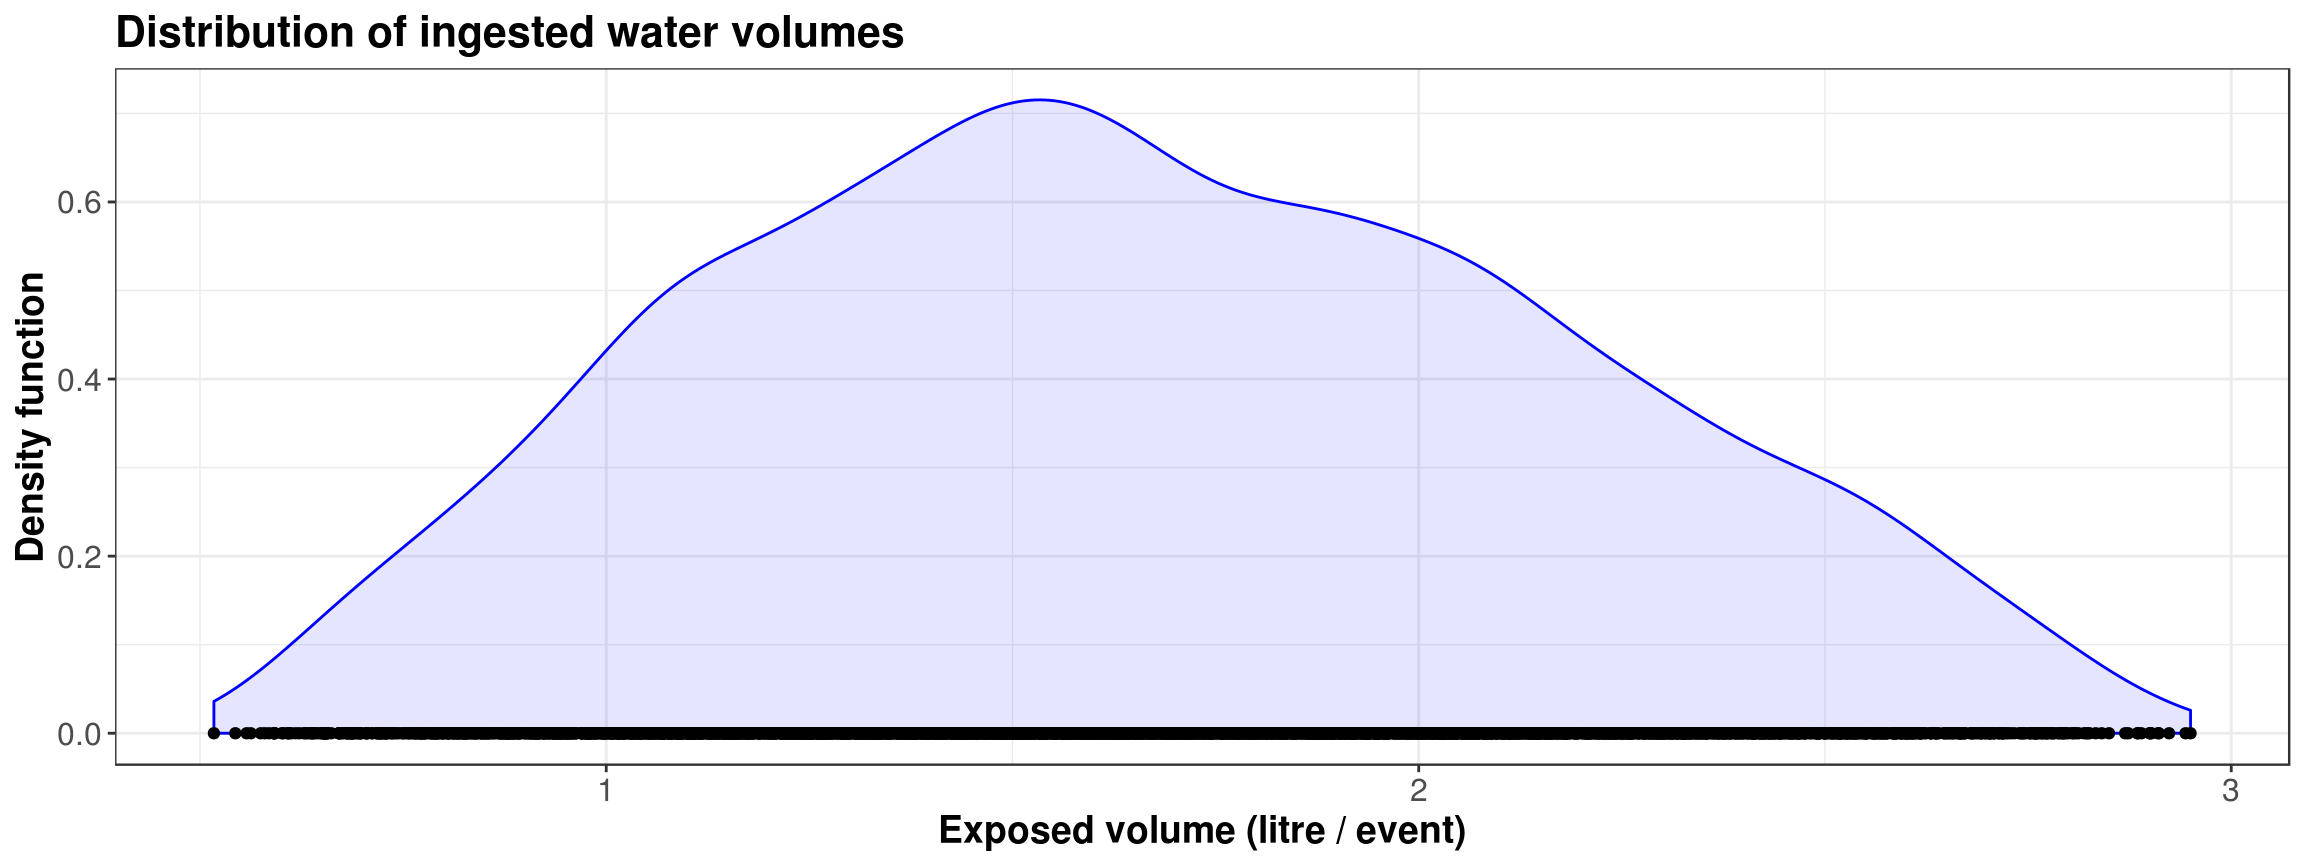 Distribution of ingested water volumes
Density function
0.6
0.4
0.2
0.0
1 2 3
Exposed volume (litre / event)